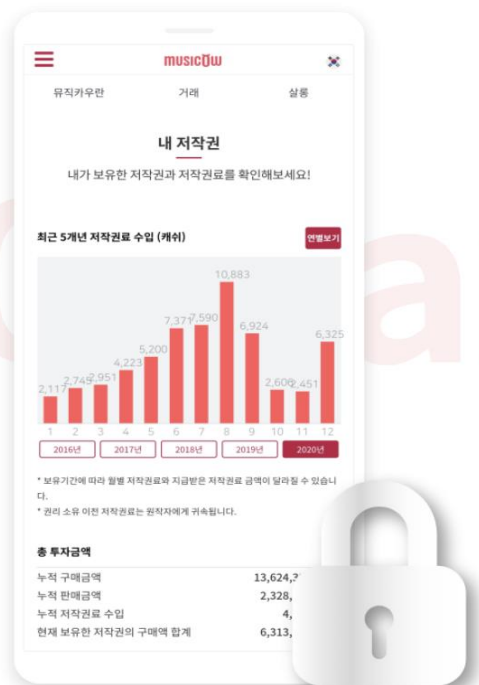 musicow
뮤직카우란 거래 살롱
내 저작권
내가 보유한 저작권과 저작권료를 확인해보세요!
최근 5개년 저작권료 수입 (캐쉬) 연별보기
10,883
7,371 7,590
6,924
6,325
5,200
4,223
2,117 2,745 2,951
2,606 2,451
1 2 3 4 5 6 7 8 9 10 11 12
2016년 2017년 2018년 2019년 2020년
* 보유기간에 따라 월별 저작권료와 지급받은 저작권료 금액이 달라질 수 있습니
다.
* 권리 소유 이전 저작권료는 원작자에게 귀속됩니다.
총 투자금액
누적 구매금액 13,624,3
누적 판매금액 2,328,
누적 저작권료 수입 4,
현재 보유한 저작권의 구매액 합계 6,313,